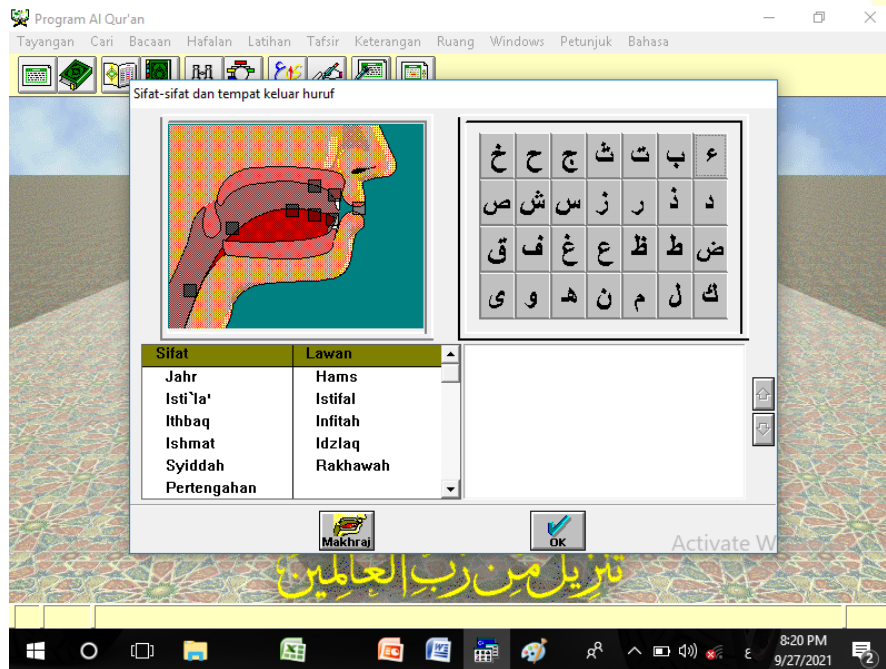 Program Al Qur'an
Tayangan Cari Bacaan Hafalan Latihan Tafsir Keterangan Ruang Windows Petunjuk Bahasa
Sifat-sifat dan tempat keluar huruf
ء ب ت ث ج ح خ
د ذ ر ز س ش ص
ض ط ظ ع غ ف ق
ك ل م ن هـ و ى
Sifat Lawan
Jahr Hams
Isti`la' Istifal
Ithbaq Infitah
Ishmat Idzlaq
Syiddah Rakhawah
Pertengahan
Makhraj OK
Activate W
تنزيل من رب العالمين
8:20 PM
ع 9/27/2021 2